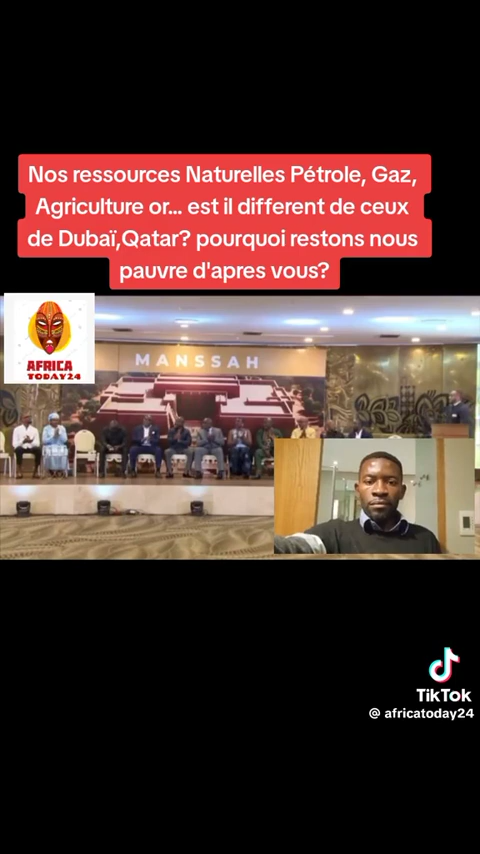 Nos ressources Naturelles Pétrole, Gaz,
Agriculture or... est il different de ceux
de Dubaï,Qatar? pourquoi restons nous
pauvre d'apres vous?
AFRICA
TODAY24
MANSSAH
TikTok
@ africatoday24